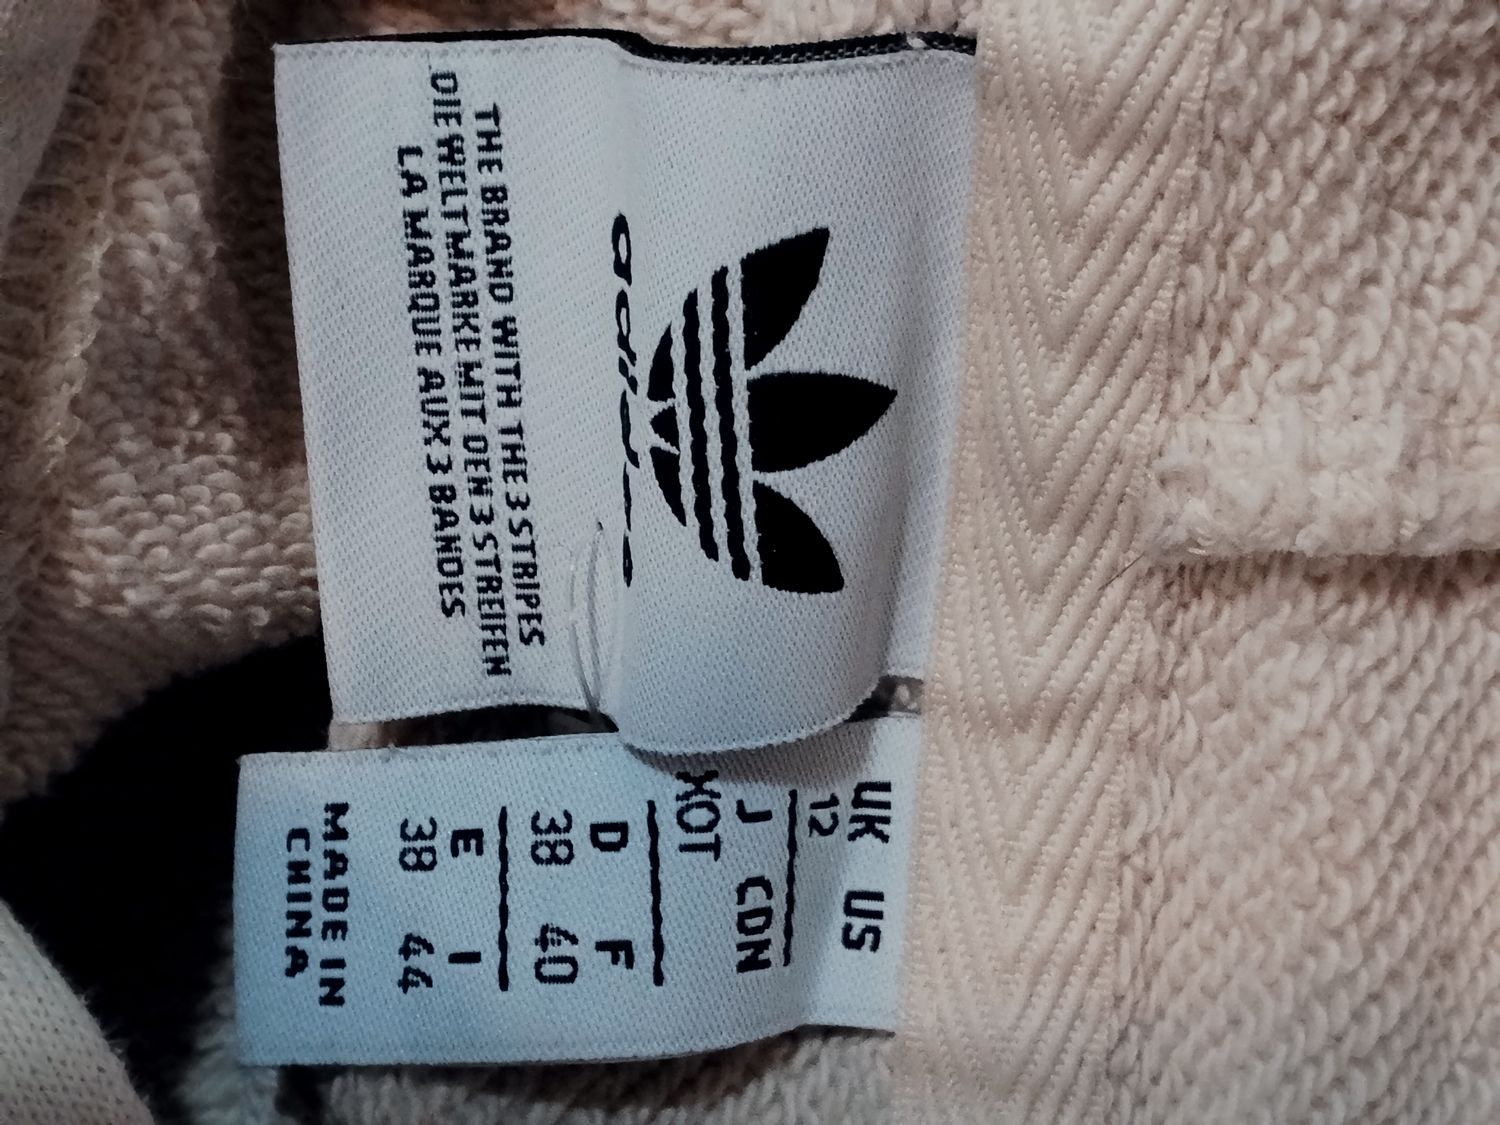 adidas
THE BRAND WITH THE 3 STRIPES
DIE WELTMARKE MIT DEN 3 STREIFEN
LA MARQUE AUX 3 BANDES
UK US
12
J CDN
XOT
D F
38 40
E I
38 44
MADE IN
CHINA